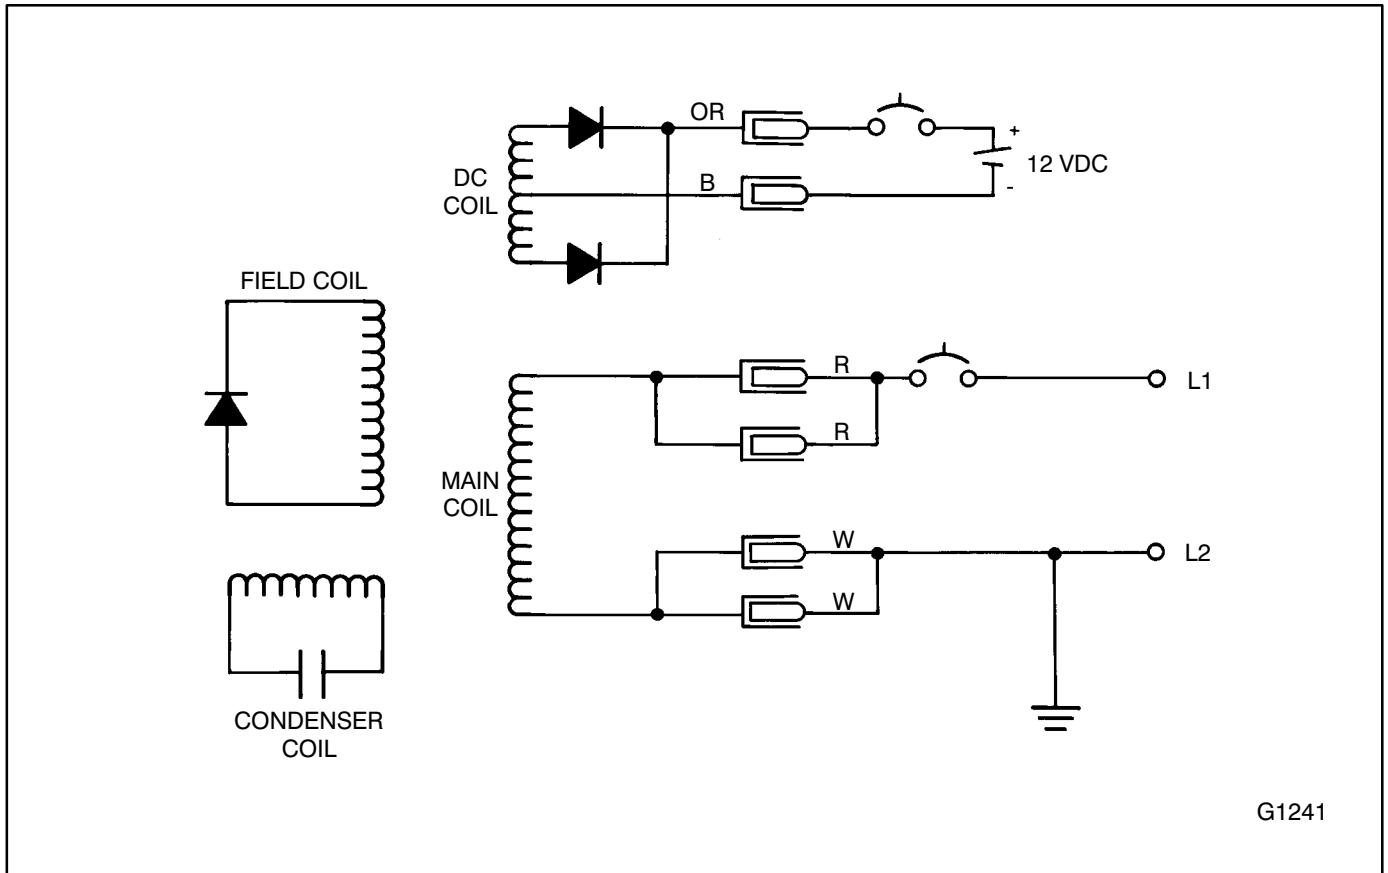 OR
+
DC
COIL
B
12 VDC
-
FIELD COIL
R
L1
R
MAIN
COIL
W
L2
W
CONDENSER
COIL
G1241